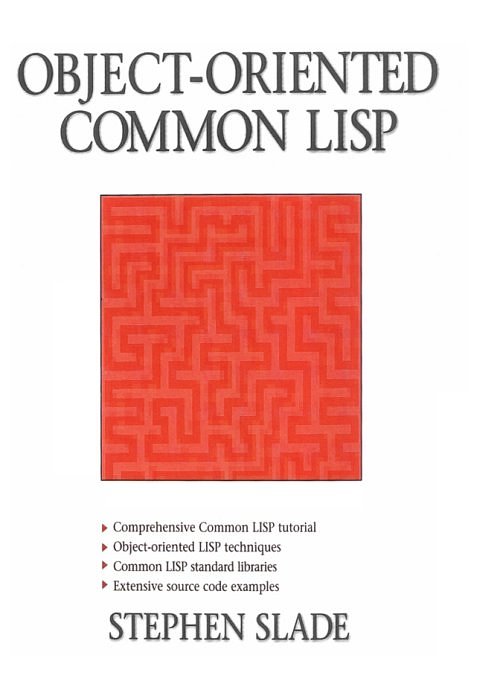 OBJECT-ORIENTED
COMMON LISP
Comprehensive Common LISP tutorial
Object-oriented LISP techniques
Common LISP standard libraries
Extensive source code examples
STEPHEN SLADE